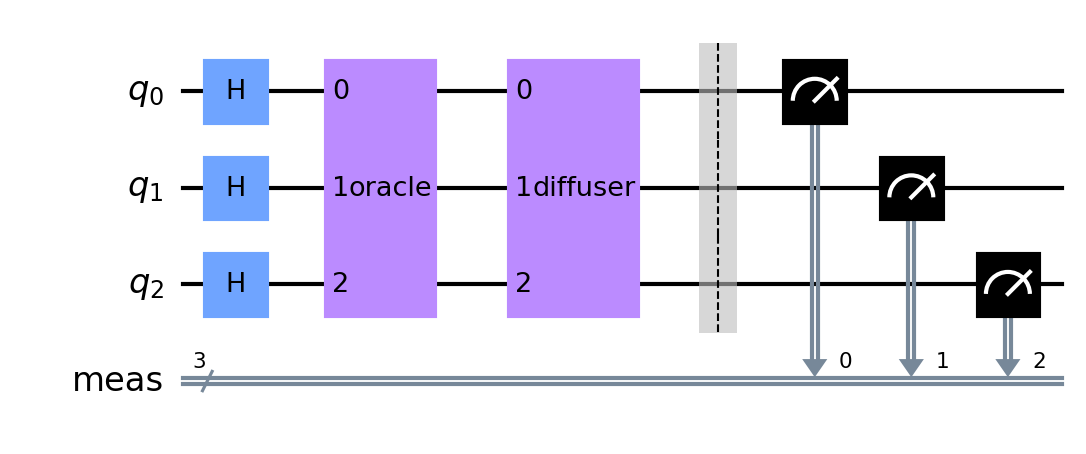 q0 H 0 0
q1 H 1oracle 1diffuser
q2 H 2 2
meas 3 0 1 2